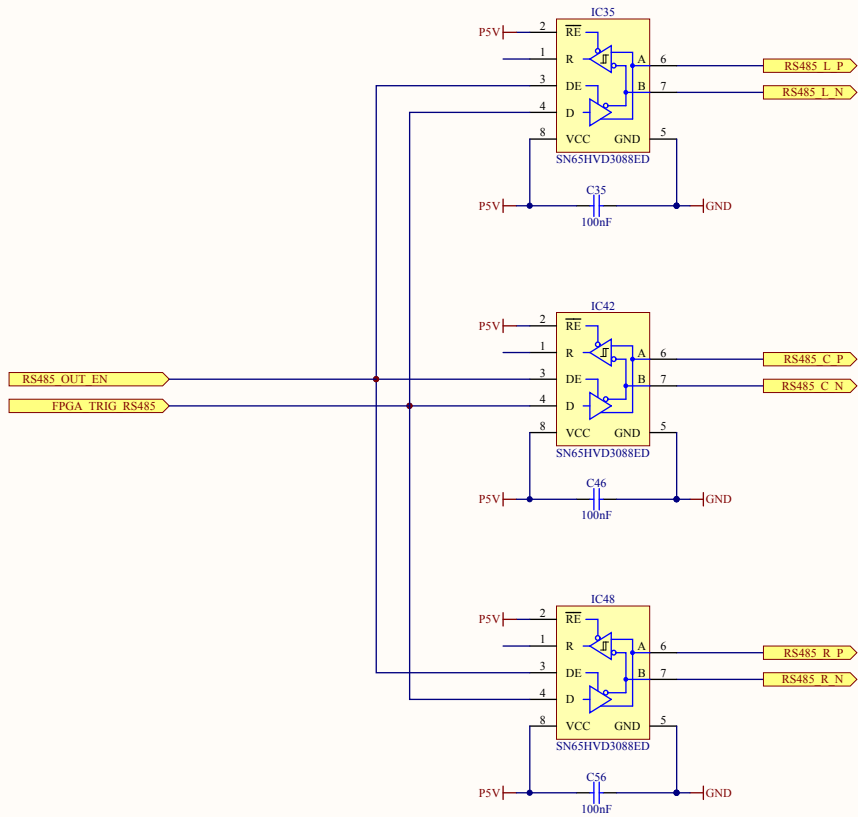 IC35
P5V 2 RE
1 R A 6 RS485_L_P
3 DE B 7 RS485_L_N
4 D
8 VCC GND 5
SN65HVD3088ED
P5V C35 GND
100nF
IC42
P5V 2 RE
1 R A 6 RS485_C_P
RS485_OUT_EN 3 DE B 7 RS485_C_N
FPGA_TRIG_RS485 4 D
8 VCC GND 5
SN65HVD3088ED
P5V C46 GND
100nF
IC48
P5V 2 RE
1 R A 6 RS485_R_P
3 DE B 7 RS485_R_N
4 D
8 VCC GND 5
SN65HVD3088ED
P5V C56 GND
100nF